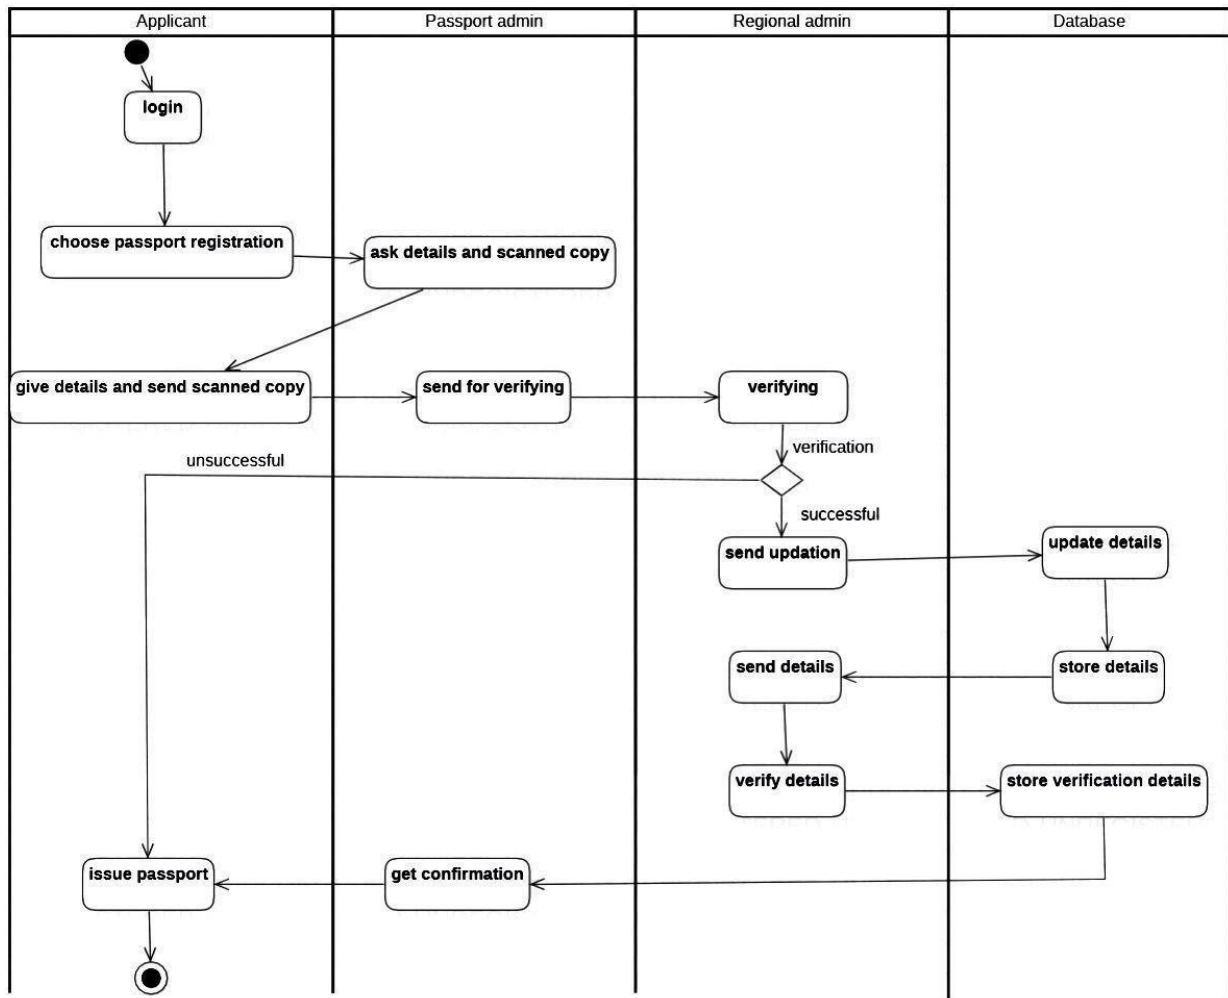 Applicant
Passport admin
Regional admin
Database
login
choose passport registration
ask details and scanned copy
give details and send scanned copy
send for verifying
verifying
verification
unsuccessful
successful
send updation
update details
send details
store details
verify details
store verification details
issue passport
get confirmation